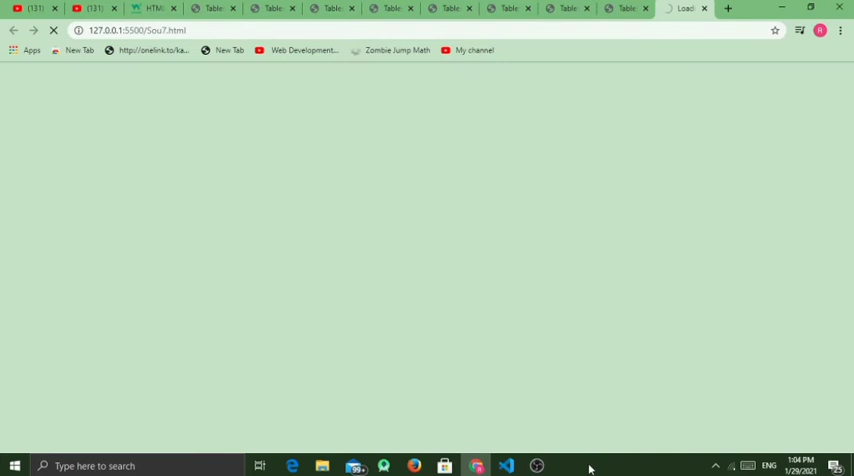 (131) (131) HTML Table: Table: Table: Table: Table: Table: Table: Table: Loadi
127.0.0.1:5500/Sou7.html R
Apps New Tab http://onelink.to/ka... New Tab Web Development... Zombie Jump Math My channel
Type here to search 99+ R ENG 1:04 PM
1/29/2021 25